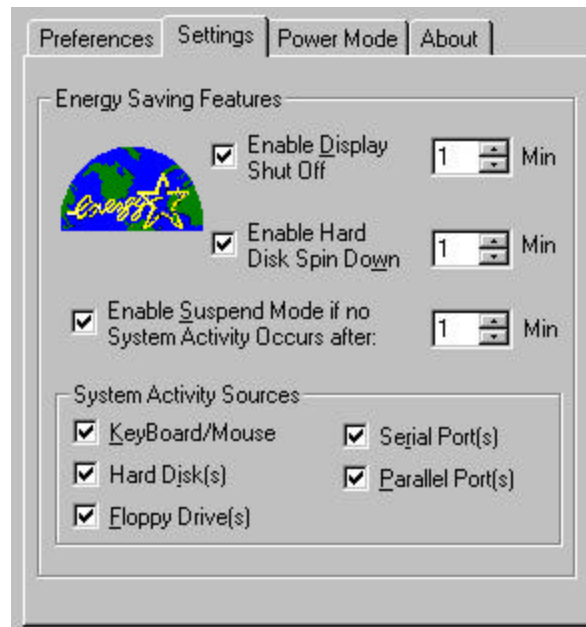 Preferences Settings Power Mode About
Energy Saving Features
energy
Enable Display
Shut Off
1 Min
Enable Hard
Disk Spin Down
1 Min
Enable Suspend Mode if no
System Activity Occurs after:
1 Min
System Activity Sources
KeyBoard/Mouse
Serial Port(s)
Hard Disk(s)
Parallel Port(s)
Floppy Drive(s)